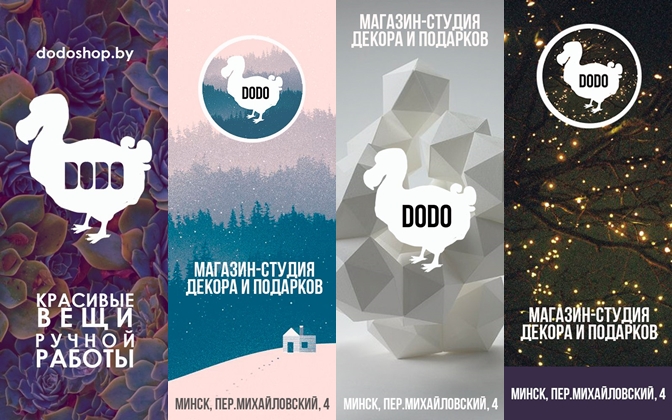 dodoshop.by
DODO
КРАСИВЫЕ
ВЕЩИ
РУЧНОЙ
РАБОТЫ
DODO
МАГАЗИН-СТУДИЯ
ДЕКОРА И ПОДАРКОВ
МИНСК, ПЕР.МИХАЙЛОВСКИЙ, 4
МАГАЗИН-СТУДИЯ
ДЕКОРА И ПОДАРКОВ
DODO
МИНСК, ПЕР.МИХАЙЛОВСКИЙ, 4
DODO
МАГАЗИН-СТУДИЯ
ДЕКОРА И ПОДАРКОВ
МИНСК, ПЕР.МИХАЙЛОВСКИЙ, 4